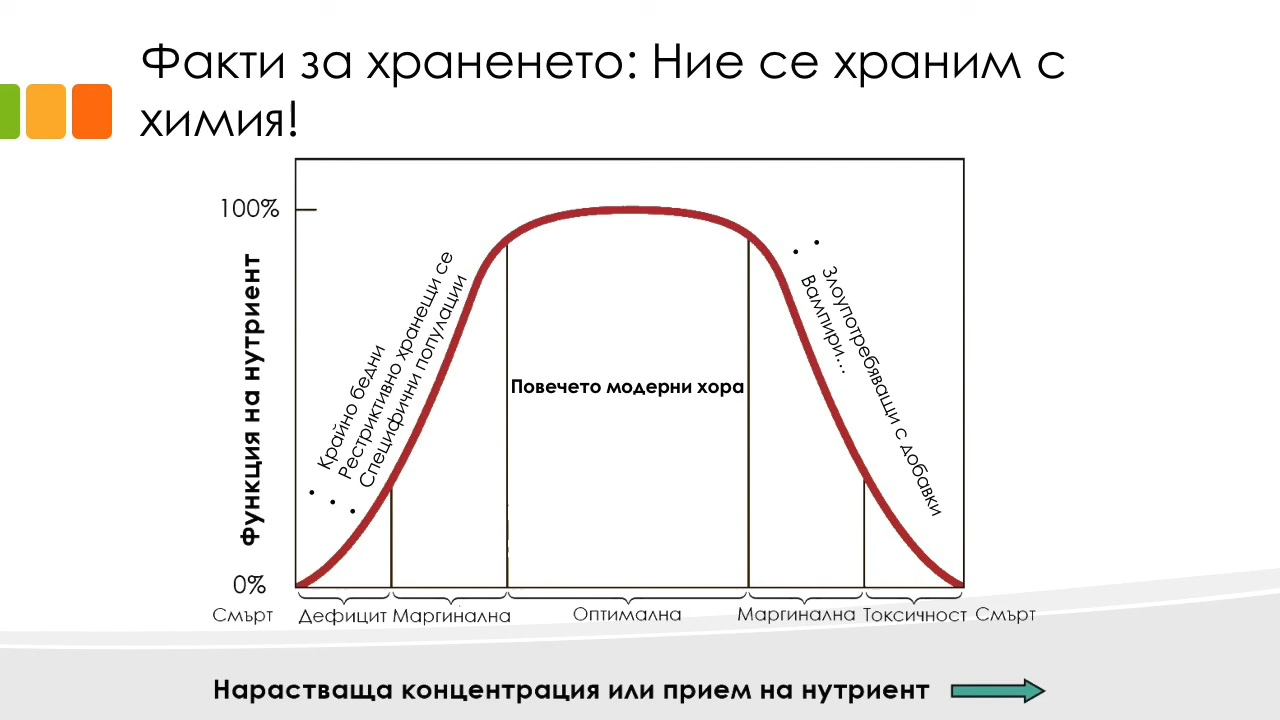 Факти за храненето: Ние се храним с
химия!
100%
Функция на нутриент
0%
• Крайно бедни
• Рестриктивно хранещи се
• Специфични популации
Повечето модерни хора
• Злоупотребяващи с добавки
• Вампири...
Смърт Дефицит Маргинална Оптимална Маргинална Токсичност Смърт
Нарастваща концентрация или прием на нутриент